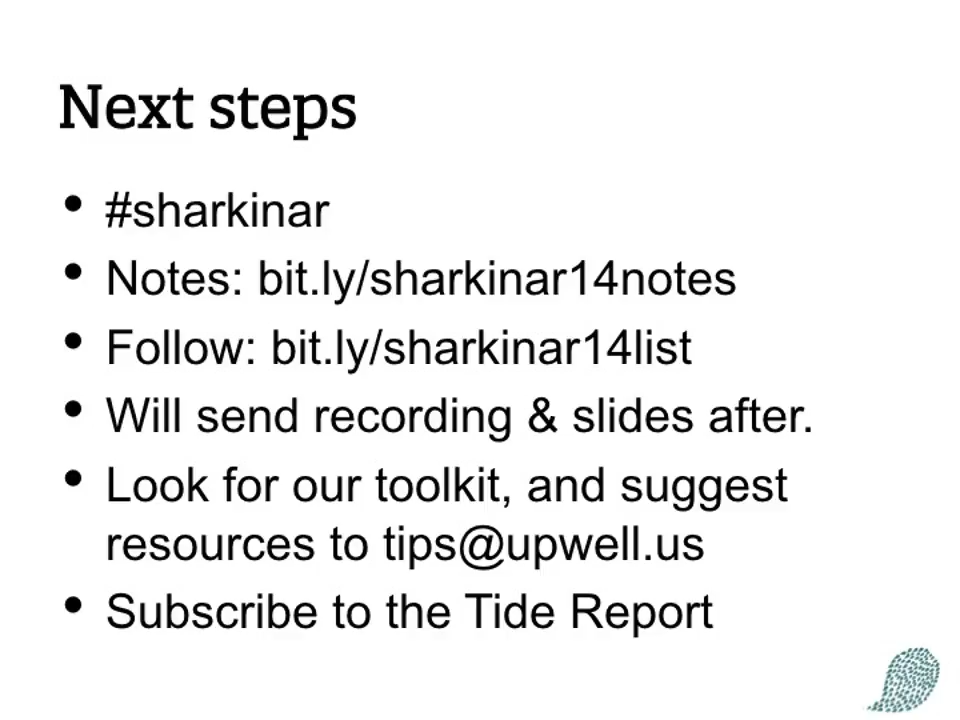 Next steps
• #sharkinar
• Notes: bit.ly/sharkinar14notes
• Follow: bit.ly/sharkinar14list
• Will send recording & slides after.
• Look for our toolkit, and suggest
resources to tips@upwell.us
• Subscribe to the Tide Report